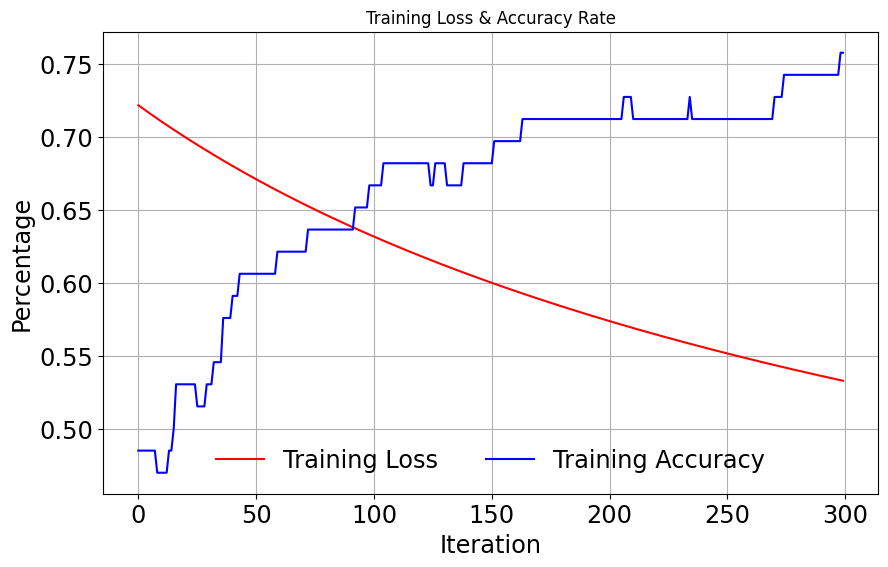 Training Loss & Accuracy Rate
Percentage
0.75
0.70
0.65
0.60
0.55
0.50
Training Loss
Training Accuracy
0 50 100 150 200 250 300
Iteration